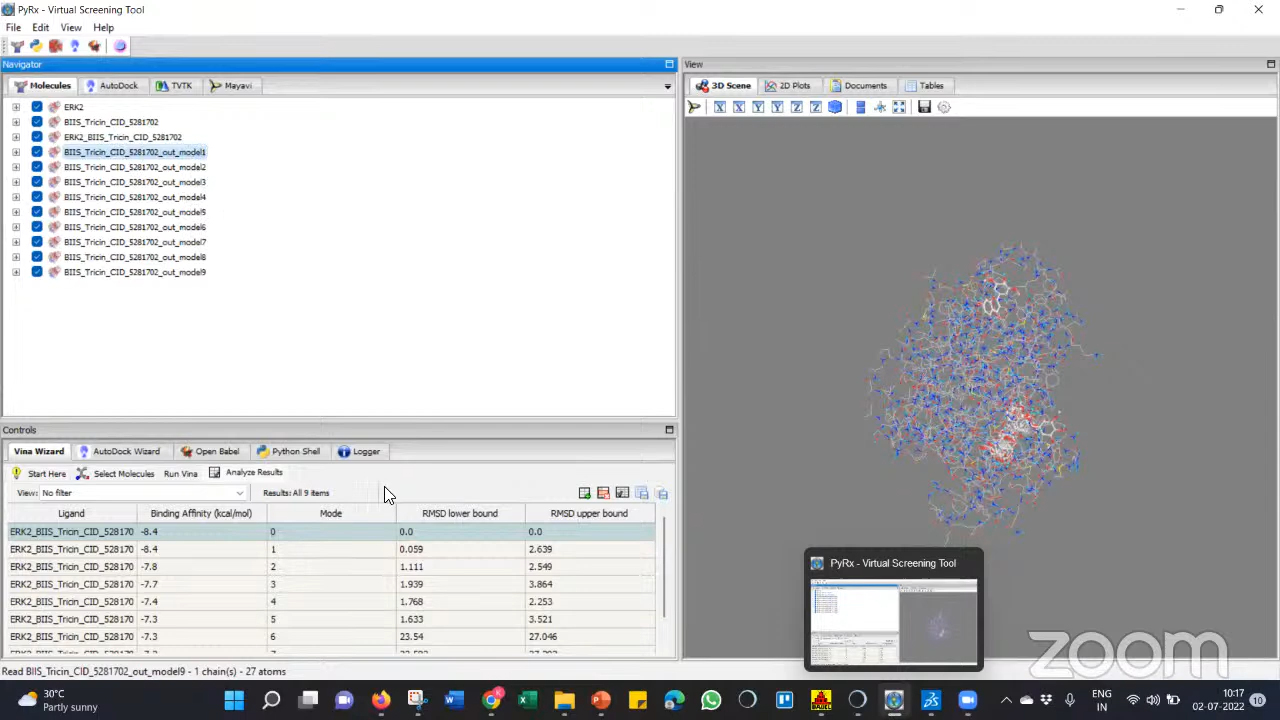 PyRx - Virtual Screening Tool
File Edit View Help
Navigator
Molecules AutoDock TVTK Mayavi
ERK2
BIIS_Tricin_CID_5281702
ERK2_BIIS_Tricin_CID_5281702
BIIS_Tricin_CID_5281702_out_model1
BIIS_Tricin_CID_5281702_out_model2
BIIS_Tricin_CID_5281702_out_model3
BIIS_Tricin_CID_5281702_out_model4
BIIS_Tricin_CID_5281702_out_model5
BIIS_Tricin_CID_5281702_out_model6
BIIS_Tricin_CID_5281702_out_model7
BIIS_Tricin_CID_5281702_out_model8
BIIS_Tricin_CID_5281702_out_model9
View
3D Scene 2D Plots Documents Tables
X X Y Y Z Z
Controls
Vina Wizard AutoDock Wizard Open Babel Python Shell Logger
Start Here Select Molecules Run Vina Analyze Results
View: No filter Results: All 9 items
Ligand Binding Affinity (kcal/mol) Mode RMSD lower bound RMSD upper bound
ERK2_BIIS_Tricin_CID_528170 -8.4 0 0.0 0.0
ERK2_BIIS_Tricin_CID_528170 -8.4 1 0.059 2.639
ERK2_BIIS_Tricin_CID_528170 -7.8 2 1.111 2.549
ERK2_BIIS_Tricin_CID_528170 -7.7 3 1.939 3.864
ERK2_BIIS_Tricin_CID_528170 -7.4 4 1.768 2.253
ERK2_BIIS_Tricin_CID_528170 -7.3 5 1.633 3.521
ERK2_BIIS_Tricin_CID_528170 -7.3 6 23.54 27.046
Read BIIS_Tricin_CID_5281702_out_model9 - 1 chain(s) - 27 atoms
PyRx - Virtual Screening Tool
zoom
30°C
Partly sunny
BABEL
ENG
IN
10:17
02-07-2022
10